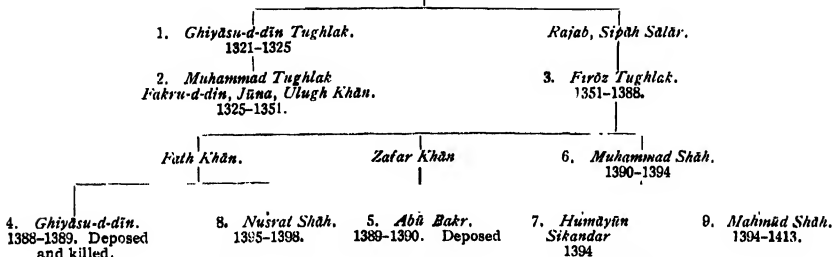 1. Ghiyāsu-d-dīn Tughlak.
1321–1325
Rajab, Sipāh Sālār.
2. Muhammad Tughlak
Fakru-d-din, Jūna, Ulugh Khān.
1325–1351.
3. Fīrōz Tughlak.
1351–1388.
Fath Khān.
Zafar Khān
6. Muhammad Shāh.
1390–1394
4. Ghiyāsu-d-dīn.
1388–1389. Deposed
and killed.
8. Nusrat Shāh.
1395–1398.
5. Abū Bakr.
1389–1390. Deposed
7. Humāyūn
Sikandar
1394
9. Mahmūd Shāh.
1394–1413.